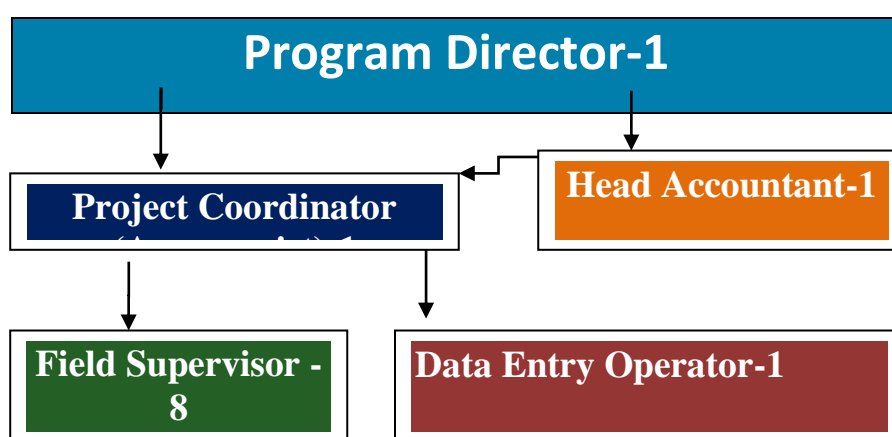 Program Director-1
Head Accountant-1
Project Coordinator
Field Supervisor -
8
Data Entry Operator-1